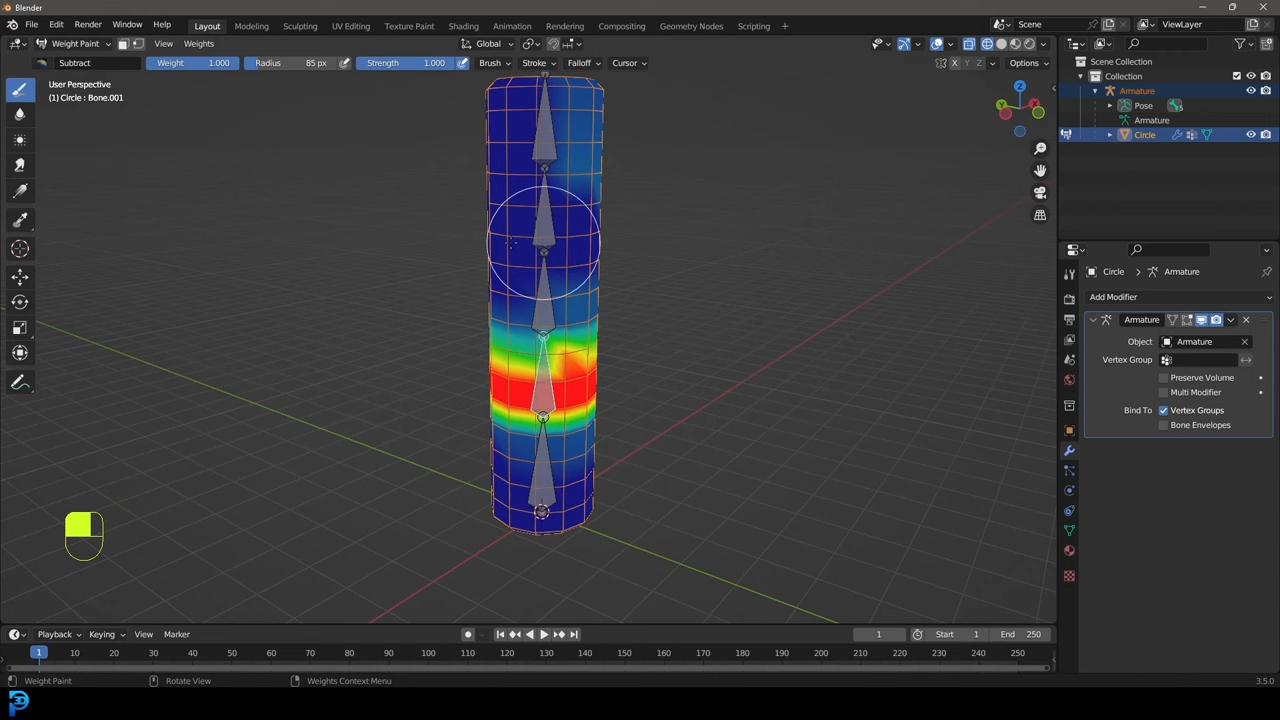 Blender
File Edit Render Window Help Layout Modeling Sculpting UV Editing Texture Paint Shading Animation Rendering Compositing Geometry Nodes Scripting + Scene ViewLayer
Weight Paint View Weights Global Scene Collection
Subtract Weight 1.000 Radius 85 px Strength 1.000 Brush Stroke Falloff Cursor X Y Z Options Collection
User Perspective
(1) Circle : Bone.001
Z
X
Y
Armature
Pose 5
Armature
Circle
Circle > Armature
Add Modifier
Armature
Object Armature
Vertex Group
Preserve Volume
Multi Modifier
Bind To Vertex Groups
Bone Envelopes
Playback Keying View Marker 1 Start 1 End 250
1 10 20 30 40 50 60 70 80 90 100 110 120 130 140 150 160 170 180 190 200 210 220 230 240 250
Weight Paint Rotate View Weights Context Menu 3.5.0